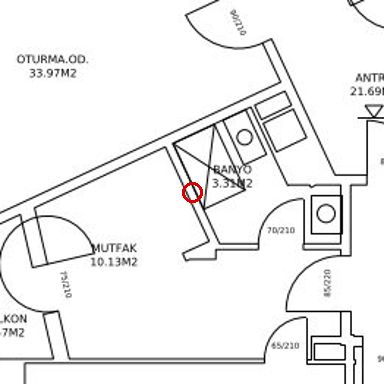 90/210
OTURMA.OD.
33.97M2
ANTR
21.69M
BANYO
3.31M2
70/210
MUTFAK
10.13M2
75/210
85/220
LKON
7M2
65/210